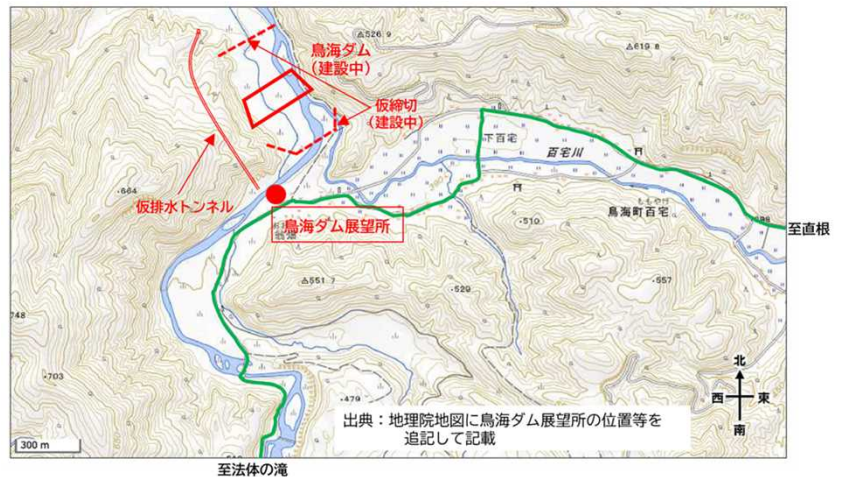 △526.9
△619.8
鳥海ダム
(建設中)
仮締切
(建設中)
下百宅
百宅川
・664
仮排水トンネル
ももやけ
鳥海町百宅
・510
鳥海ダム展望所
至直根
△551.7
・529
・557
748
・703
・479
北
西
東
南
出典:地理院地図に鳥海ダム展望所の位置等を
追記して記載
300 m
至法体の滝